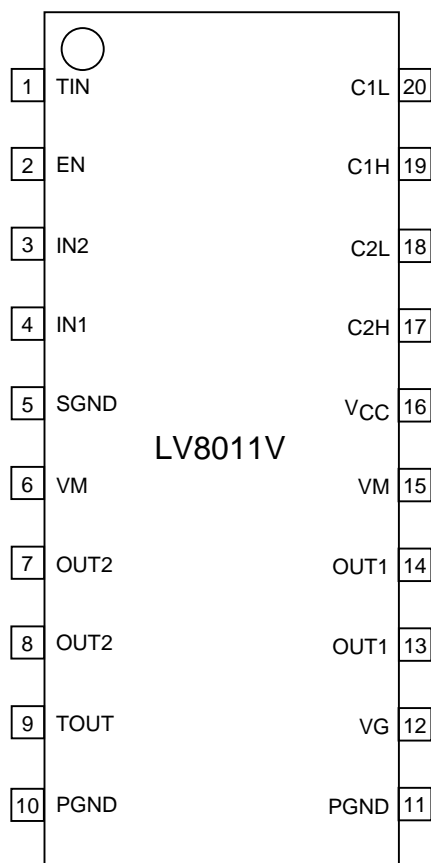 1 TIN C1L 20
2 EN C1H 19
3 IN2 C2L 18
4 IN1 C2H 17
5 SGND VCC 16
LV8011V
6 VM VM 15
7 OUT2 OUT1 14
8 OUT2 OUT1 13
9 TOUT VG 12
10 PGND PGND 11